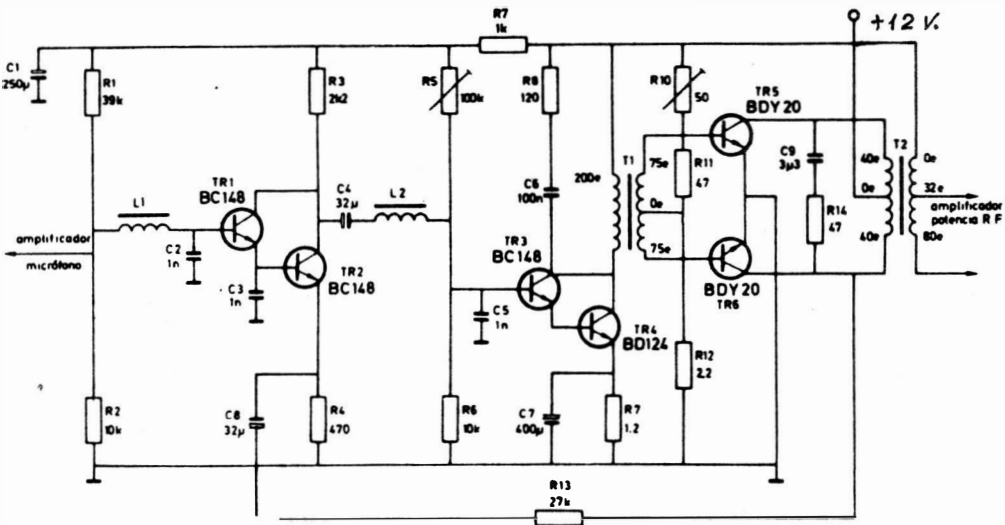 +12 V.
R7
1k
C1
250µ
R1
39k
R3
2k2
R5
100k
R8
120
R10
50
TR5
BDY 20
C9
3µ3
40e
0e
40e
T2
0e
32e
80e
amplificador
potencia R F
R14
47
R11
47
T1
200e
75e
0e
75e
C6
100n
C4
32µ
L2
TR1
BC148
L1
amplificador
micrófono
C2
1n
C3
1n
TR2
BC148
TR3
BC148
C5
1n
TR4
BD124
BDY20
TR6
R12
2,2
R2
10k
C8
32µ
R4
470
R6
10k
C7
400µ
R7
1.2
R13
27k